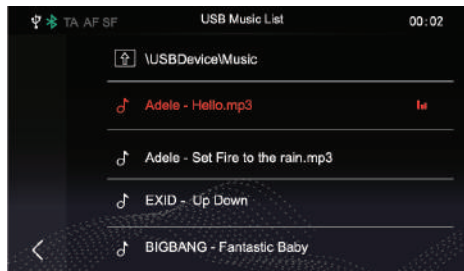 TA AF SF USB Music List 00:02
\USBDevice\Music
Adele - Hello.mp3
Adele - Set Fire to the rain.mp3
EXID - Up Down
BIGBANG - Fantastic Baby